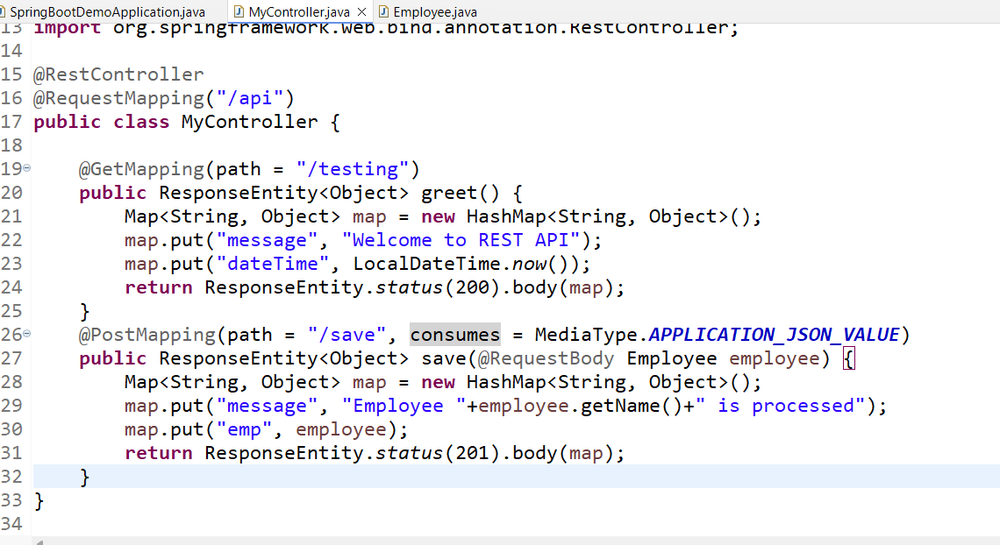 SpringBootDemoApplication.java MyController.java Employee.java
13 import org.springframework.web.bind.annotation.RestController;
14
15 @RestController
16 @RequestMapping("/api")
17 public class MyController {
18
19 @GetMapping(path = "/testing")
20 public ResponseEntity<Object> greet() {
21 Map<String, Object> map = new HashMap<String, Object>();
22 map.put("message", "Welcome to REST API");
23 map.put("dateTime", LocalDateTime.now());
24 return ResponseEntity.status(200).body(map);
25 }
26 @PostMapping(path = "/save", consumes = MediaType.APPLICATION_JSON_VALUE)
27 public ResponseEntity<Object> save(@RequestBody Employee employee) {
28 Map<String, Object> map = new HashMap<String, Object>();
29 map.put("message", "Employee "+employee.getName()+" is processed");
30 map.put("emp", employee);
31 return ResponseEntity.status(201).body(map);
32 }
33 }
34